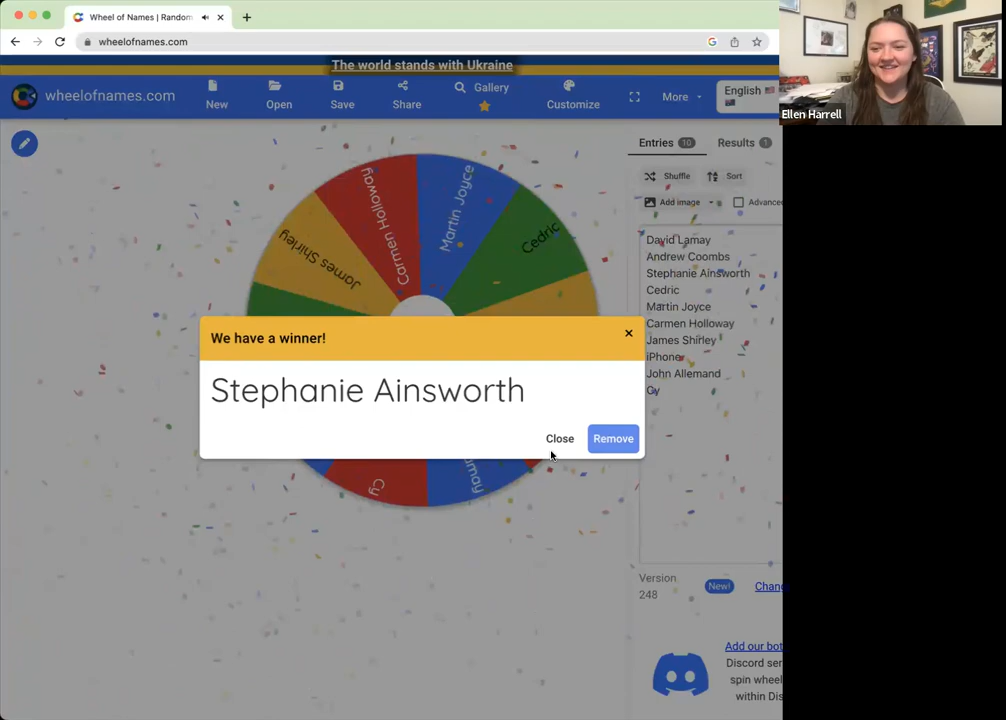 Wheel of Names | Random
wheelofnames.com
The world stands with Ukraine
wheelofnames.com
New
Open
Save
Share
Gallery
Customize
More
English
Ellen Harrell
Entries 10
Results 1
Shuffle
Sort
Add image
Advance
David Lamay
Andrew Coombs
Stephanie Ainsworth
Cedric
Martin Joyce
Carmen Holloway
James Shirley
iPhone
John Allemand
Cy
James Shirley
Carmen Holloway
Martin Joyce
Cedric
We have a winner!
Stephanie Ainsworth
Close
Remove
Cy
Version
248
New!
Chang
Add our bot
Discord ser
spin wheel
within Dis